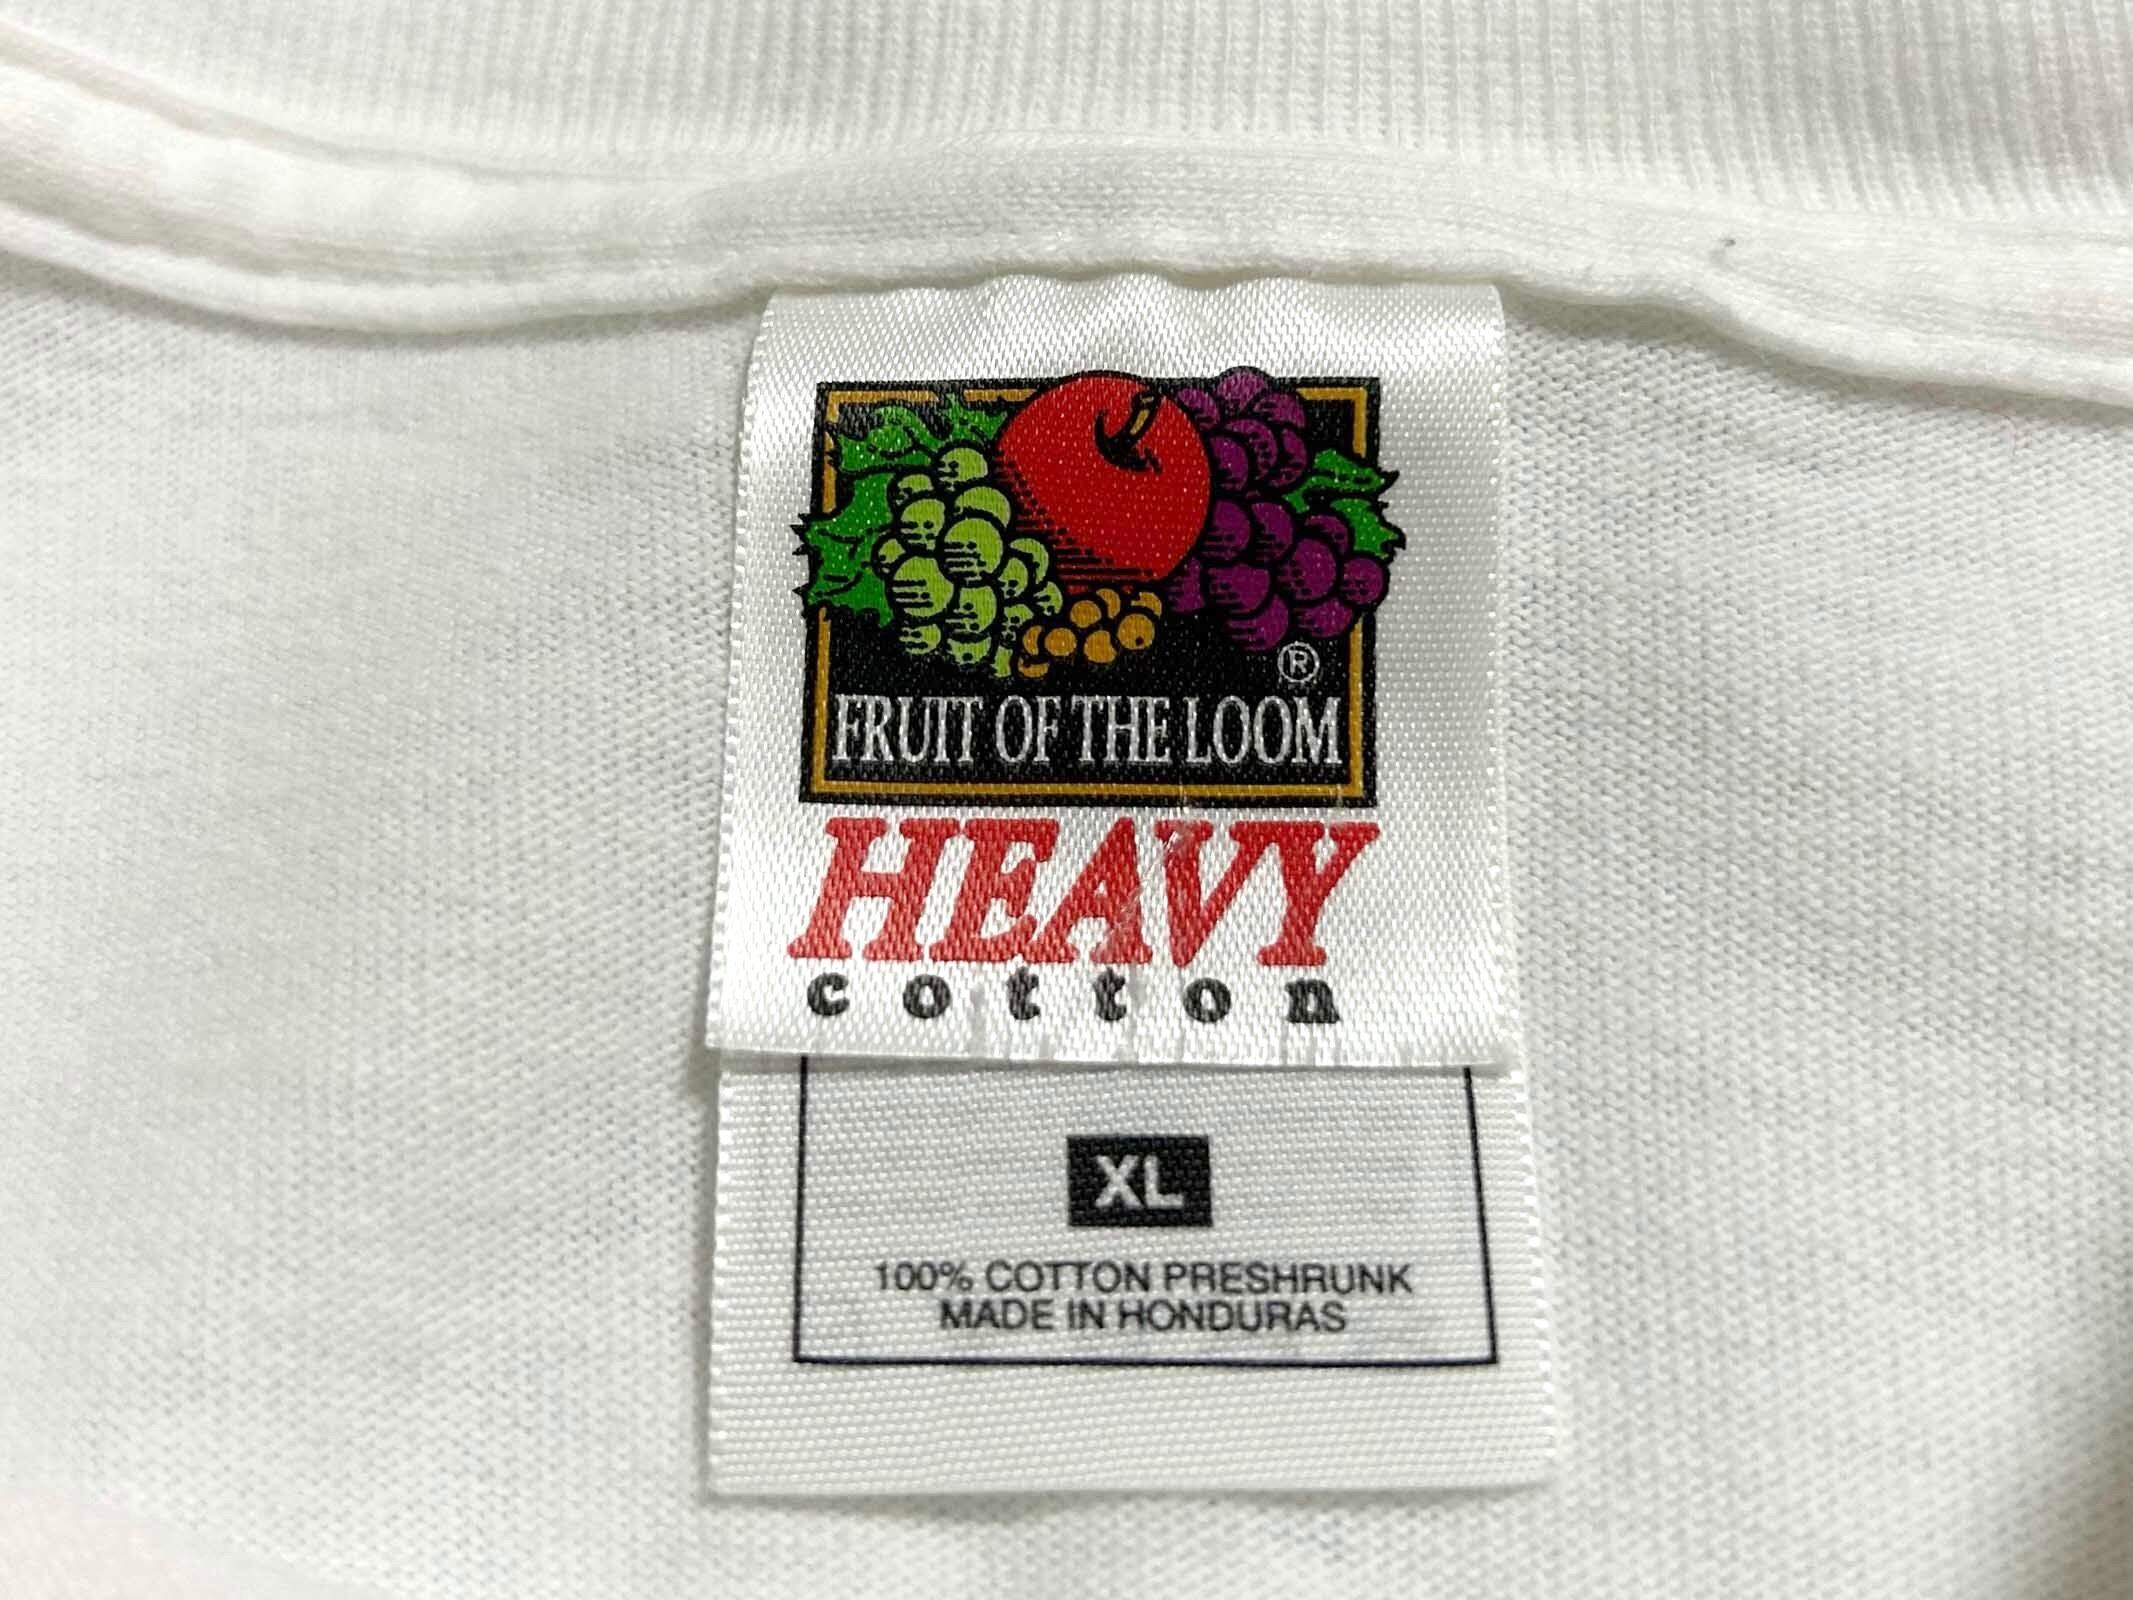 ®
FRUIT OF THE LOOM
HEAVY
cotton
XL
100% COTTON PRESHRUNK
MADE IN HONDURAS